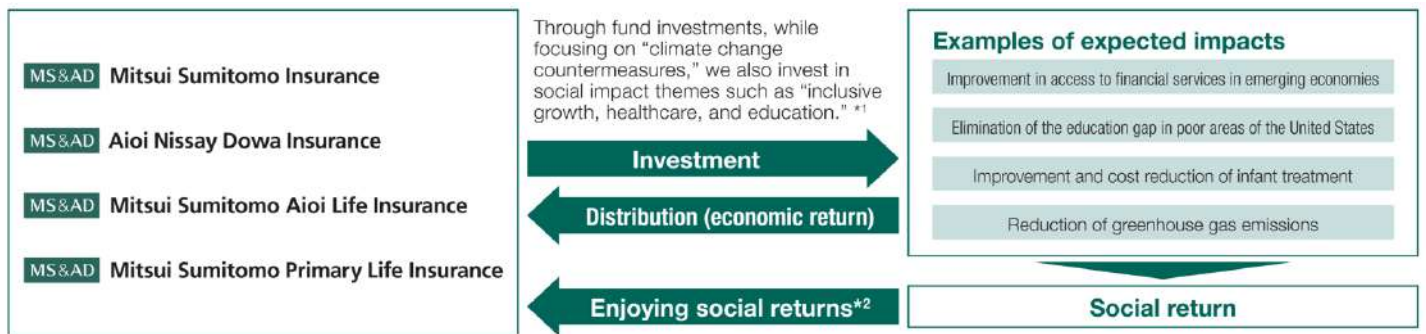 MS&AD Mitsui Sumitomo Insurance
MS&AD Aioi Nissay Dowa Insurance
MS&AD Mitsui Sumitomo Aioi Life Insurance
MS&AD Mitsui Sumitomo Primary Life Insurance
Through fund investments, while
focusing on “climate change
countermeasures,” we also invest in
social impact themes such as “inclusive
growth, healthcare, and education.” *1
Investment
Distribution (economic return)
Enjoying social returns*2
Examples of expected impacts
Improvement in access to financial services in emerging economies
Elimination of the education gap in poor areas of the United States
Improvement and cost reduction of infant treatment
Reduction of greenhouse gas emissions
Social return